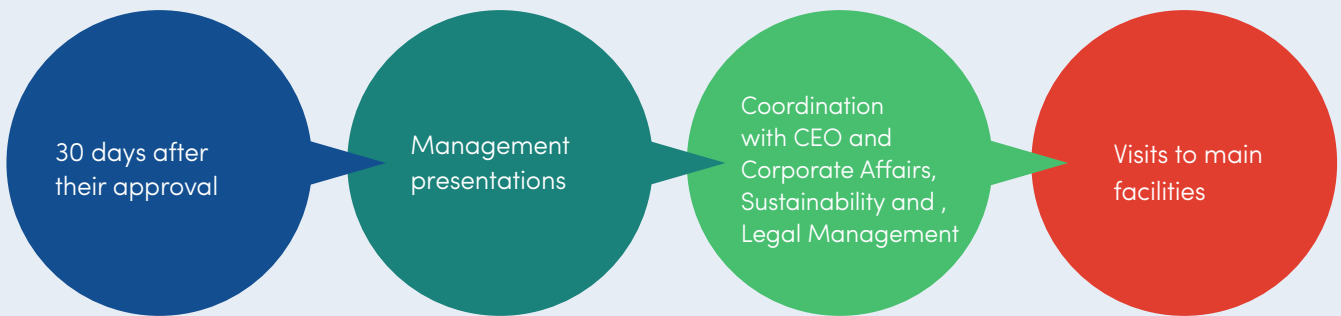 30 days after
their approval
Management
presentations
Coordination
with CEO and
Corporate Affairs,
Sustainability and ,
Legal Management
Visits to main
facilities